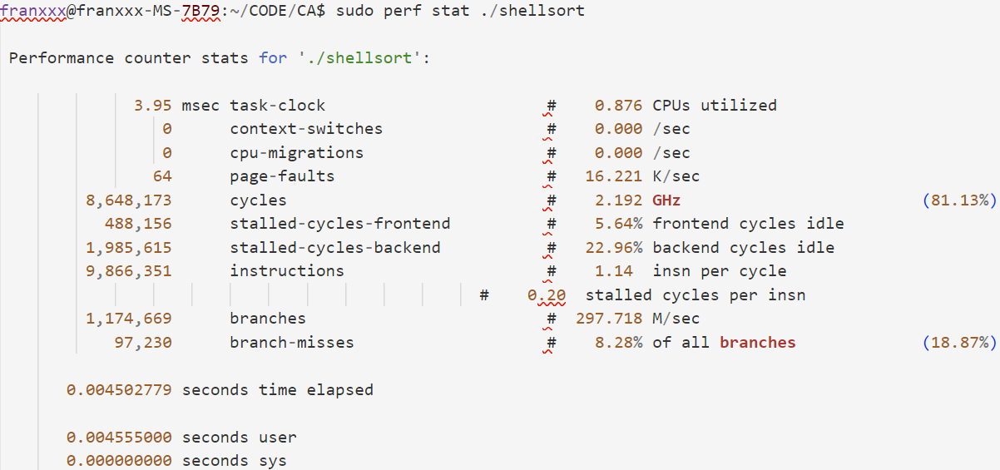 franxxx@franxxx-MS-7B79:~/CODE/CA$ sudo perf stat ./shellsort
Performance counter stats for './shellsort':
3.95 msec task-clock # 0.876 CPUs utilized
0 context-switches # 0.000 /sec
0 cpu-migrations # 0.000 /sec
64 page-faults # 16.221 K/sec
8,648,173 cycles # 2.192 GHz (81.13%)
488,156 stalled-cycles-frontend # 5.64% frontend cycles idle
1,985,615 stalled-cycles-backend # 22.96% backend cycles idle
9,866,351 instructions # 1.14 insn per cycle
# 0.20 stalled cycles per insn
1,174,669 branches # 297.718 M/sec
97,230 branch-misses # 8.28% of all branches (18.87%)
0.004502779 seconds time elapsed
0.004555000 seconds user
0.000000000 seconds sys